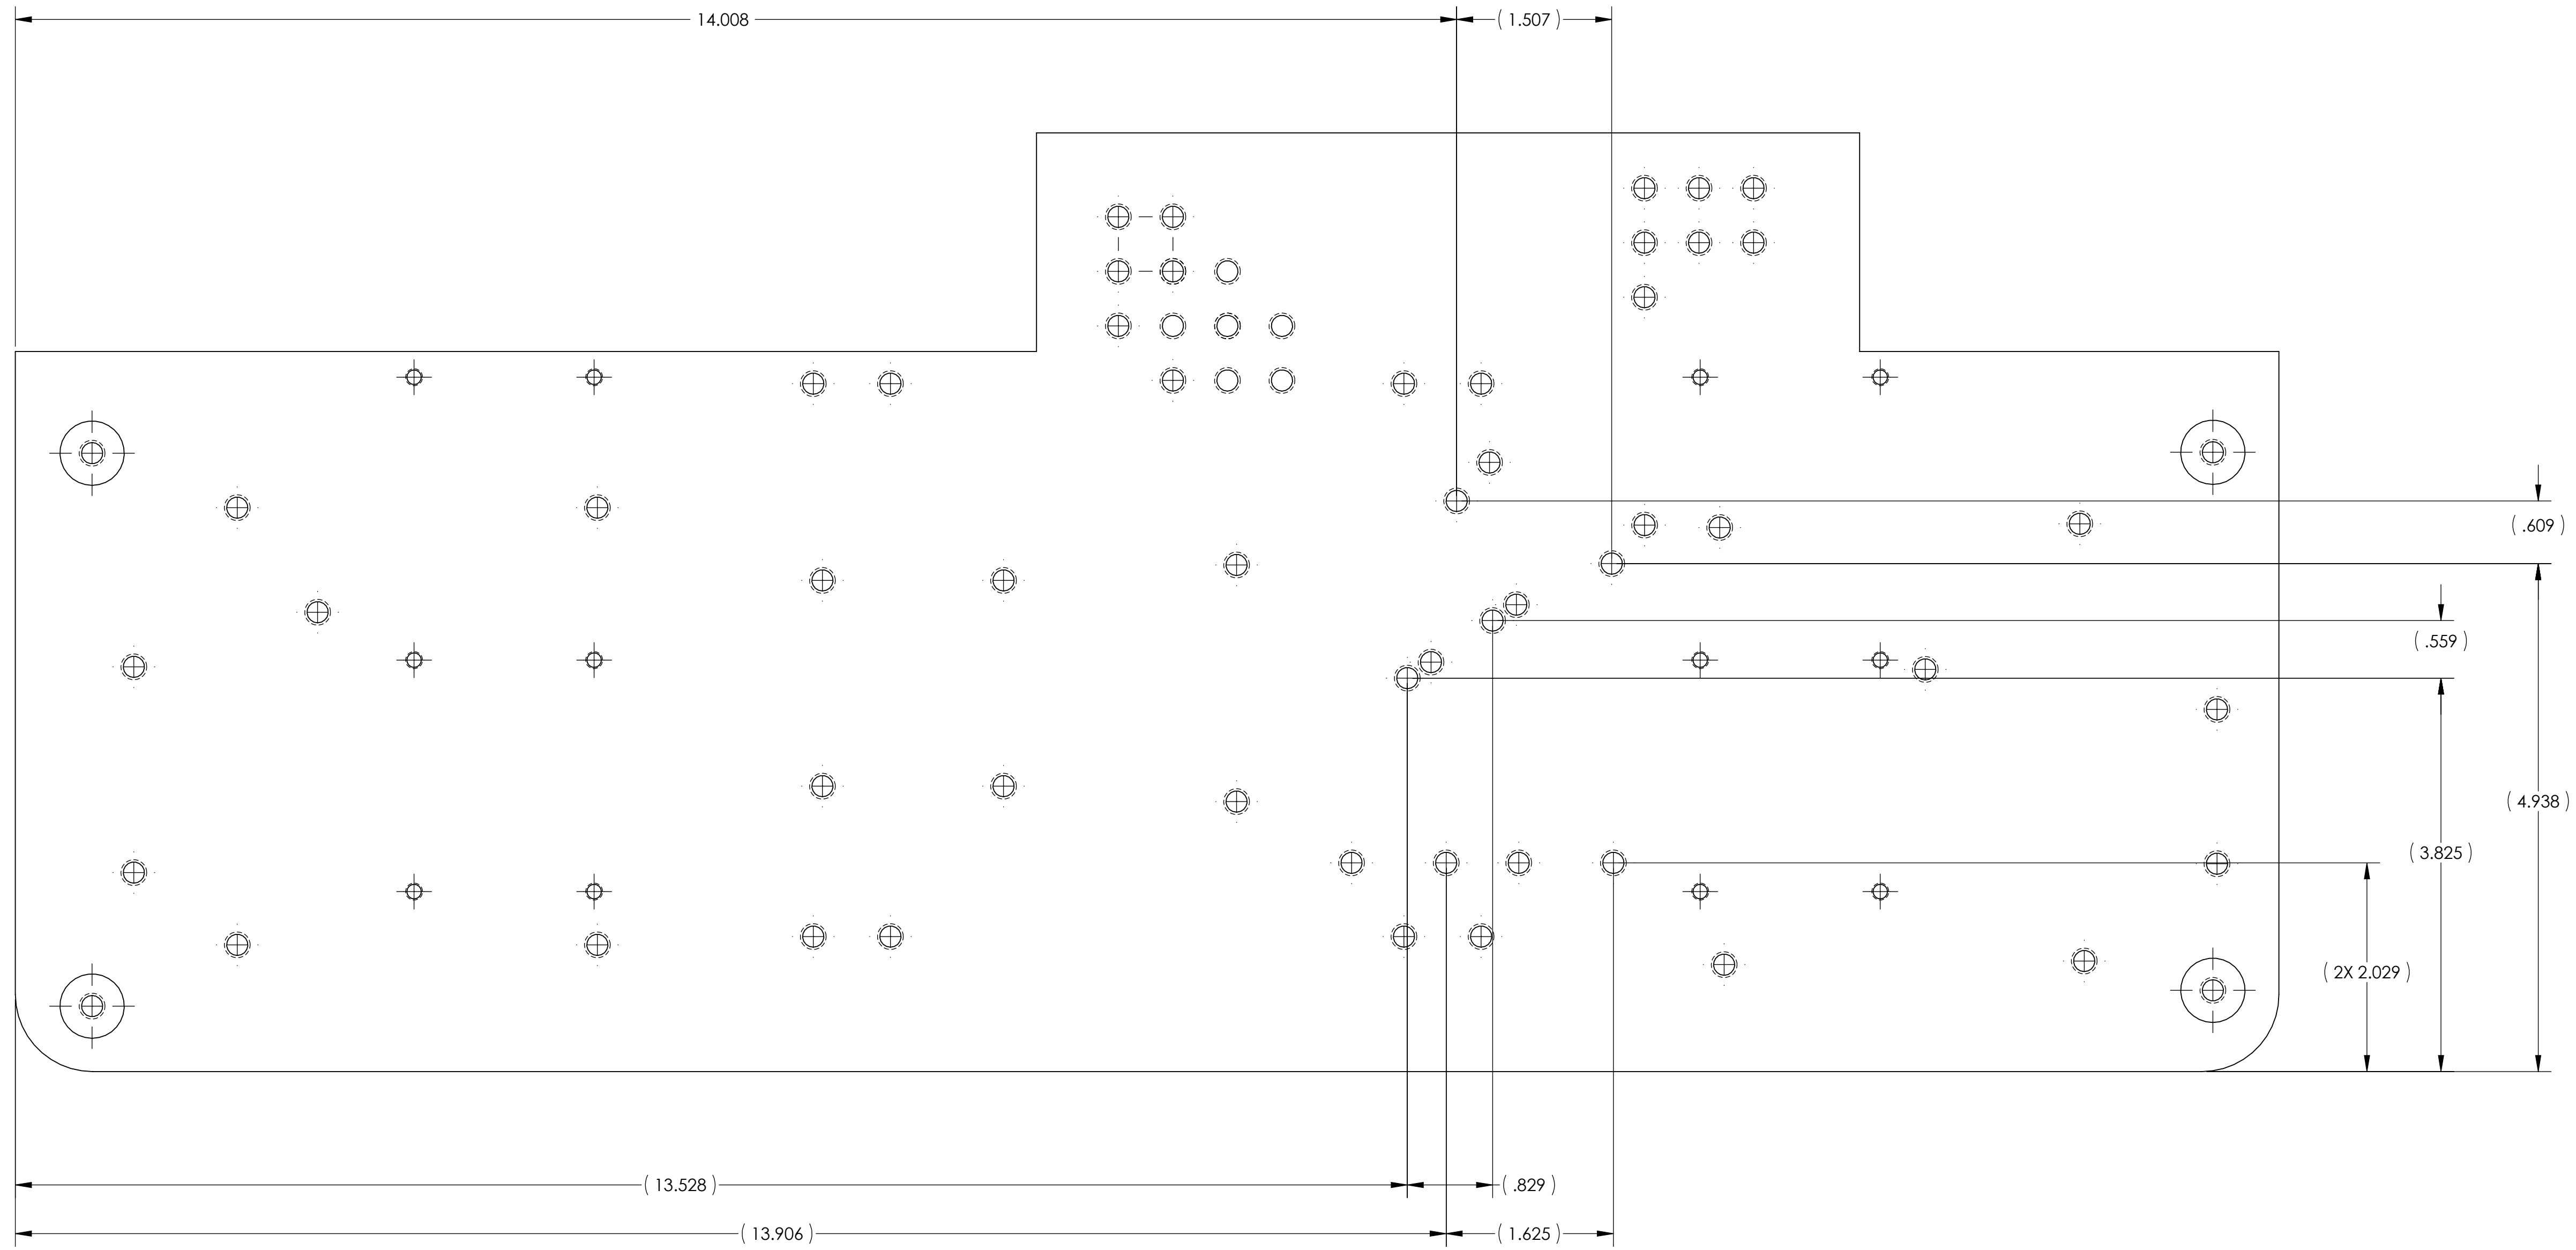 14.008
( 1.507 )
( .609 )
( .559 )
( 4.938 )
( 3.825 )
( 2X 2.029 )
( 13.528 )
( .829 )
( 13.906 )
( 1.625 )